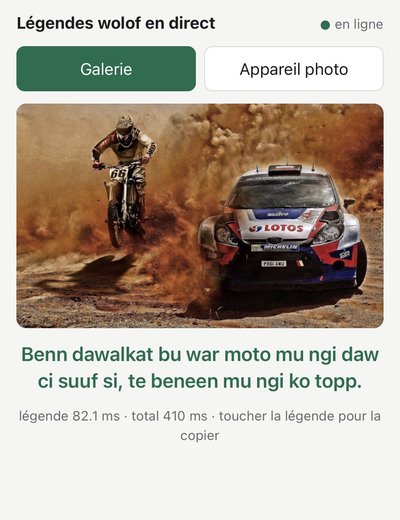 Légendes wolof en direct
en ligne
Galerie
Appareil photo
66
LOTOS
MICHELIN
Benn dawalkat bu war moto mu ngi daw
ci suuf si, te beneen mu ngi ko topp.
légende 82.1 ms · total 410 ms · toucher la légende pour la
copier